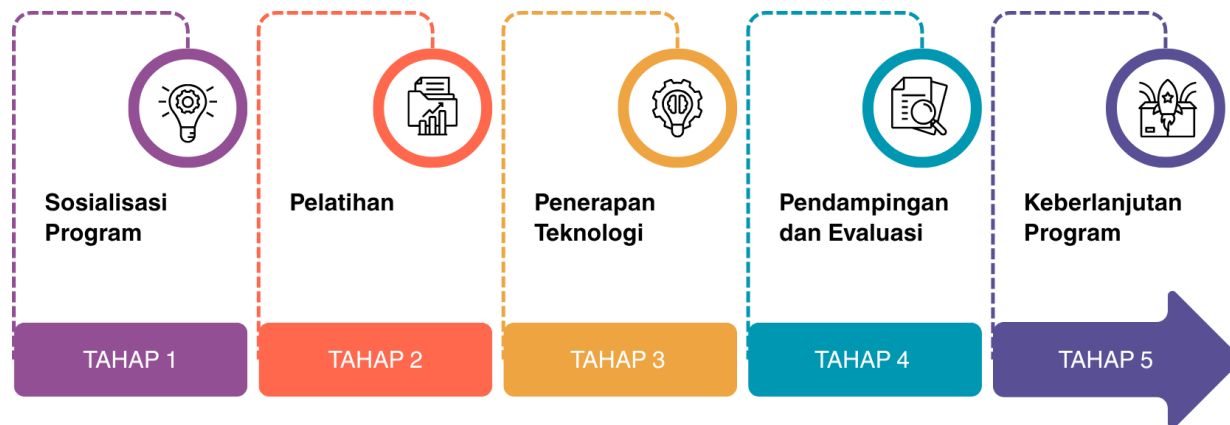 Sosialisasi
Program
Pelatihan
Penerapan
Teknologi
Pendampingan
dan Evaluasi
Keberlanjutan
Program
TAHAP 1
TAHAP 2
TAHAP 3
TAHAP 4
TAHAP 5